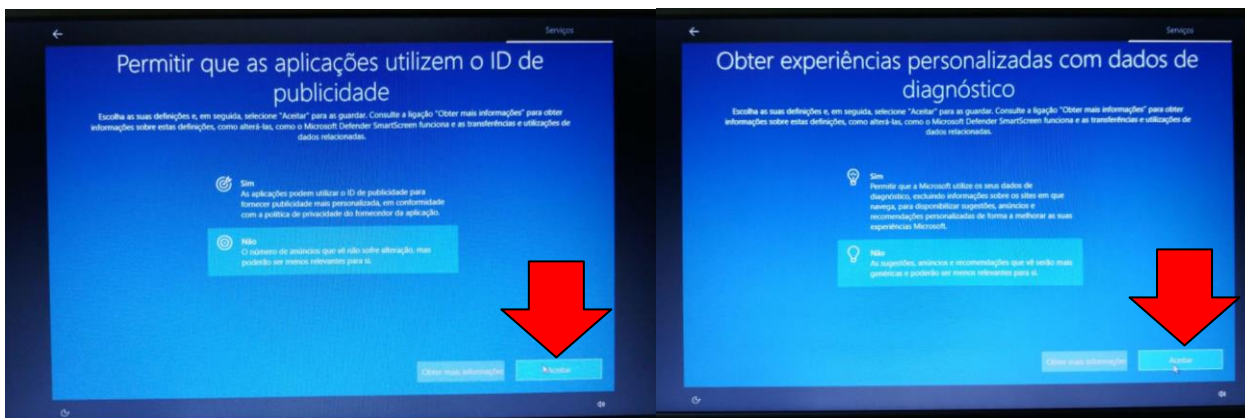 Serviços
Permitir que as aplicações utilizem o ID de
publicidade
Escolha as suas definições e, em seguida, selecione "Aceitar" para as guardar. Consulte a ligação "Obter mais informações" para obter
informações sobre estas definições, como alterá-las, como o Microsoft Defender SmartScreen funciona e as transferências e utilizações de
dados relacionadas.
Sim
As aplicações podem utilizar o ID de publicidade para
fornecer publicidade mais personalizada, em conformidade
com a política de privacidade do fornecedor da aplicação.
Não
O número de anúncios que vê não sofre alteração, mas
poderão ser menos relevantes para si.
Obter mais informações
Aceitar
Serviços
Obter experiências personalizadas com dados de
diagnóstico
Escolha as suas definições e, em seguida, selecione "Aceitar" para as guardar. Consulte a ligação "Obter mais informações" para obter
informações sobre estas definições, como alterá-las, como o Microsoft Defender SmartScreen funciona e as transferências e utilizações de
dados relacionadas.
Sim
Permitir que a Microsoft utilize os seus dados de
diagnóstico, excluindo informações sobre os sites em que
navega, para disponibilizar sugestões, anúncios e
recomendações personalizadas de forma a melhorar as suas
experiências Microsoft.
Não
As sugestões, anúncios e recomendações que vê serão mais
genéricas e poderão ser menos relevantes para si.
Obter mais informações
Aceitar